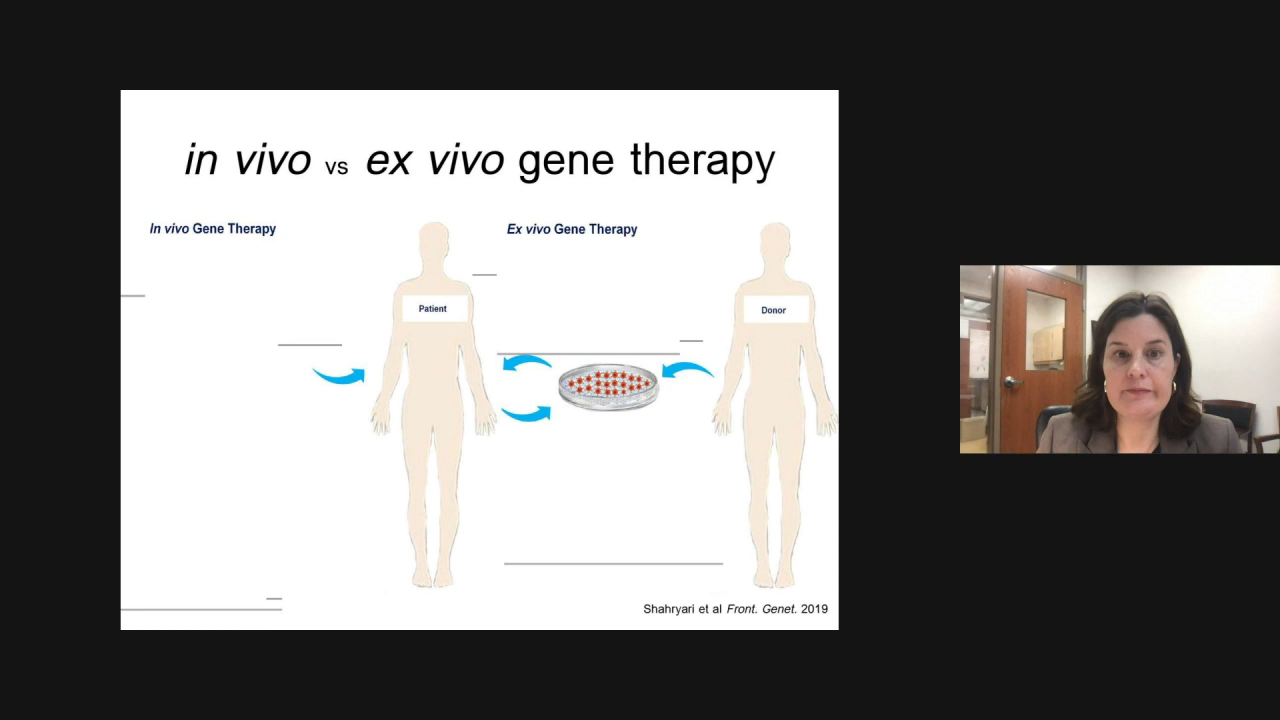 in vivo vs ex vivo gene therapy
In vivo Gene Therapy
Ex vivo Gene Therapy
Patient
Donor
Shahryari et al Front. Genet. 2019